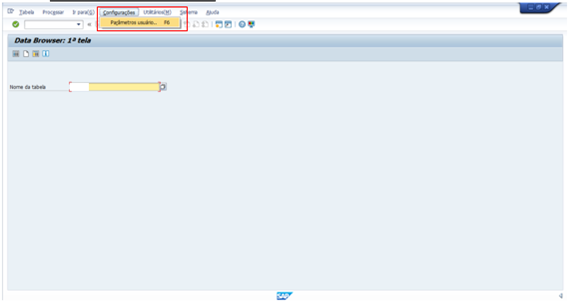 Tabela Processar Ir para(G) Configurações Utilitários(M) Sistema Ajuda
Parâmetros usuário... F6
Data Browser: 1ª tela
Nome da tabela
SAP